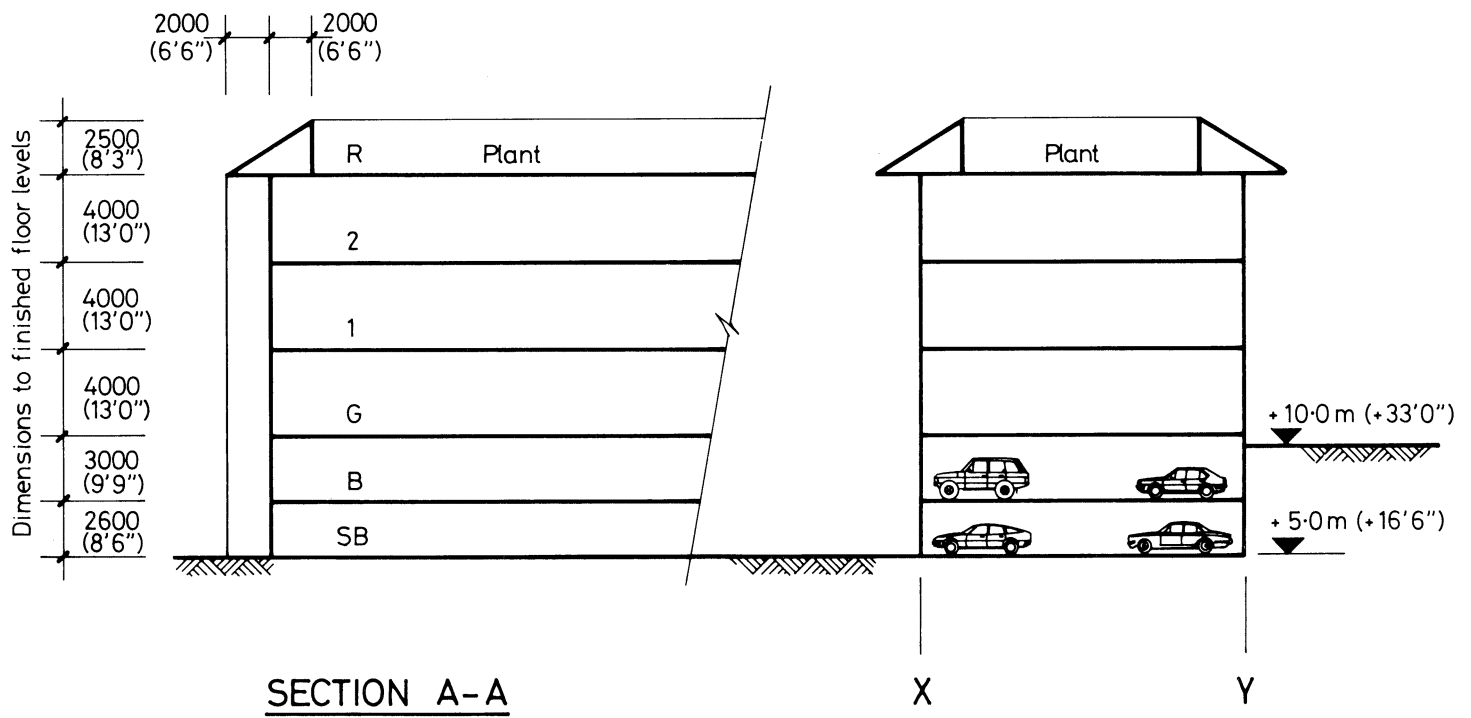 2000
(6'6")
2000
(6'6")
Dimensions to finished floor levels
2500
(8'3")
R
Plant
Plant
4000
(13'0")
2
4000
(13'0")
1
4000
(13'0")
G
+ 10·0 m (+33'0")
3000
(9'9")
B
2600
(8'6")
SB
+ 5·0 m (+16'6")
SECTION A-A
X
Y